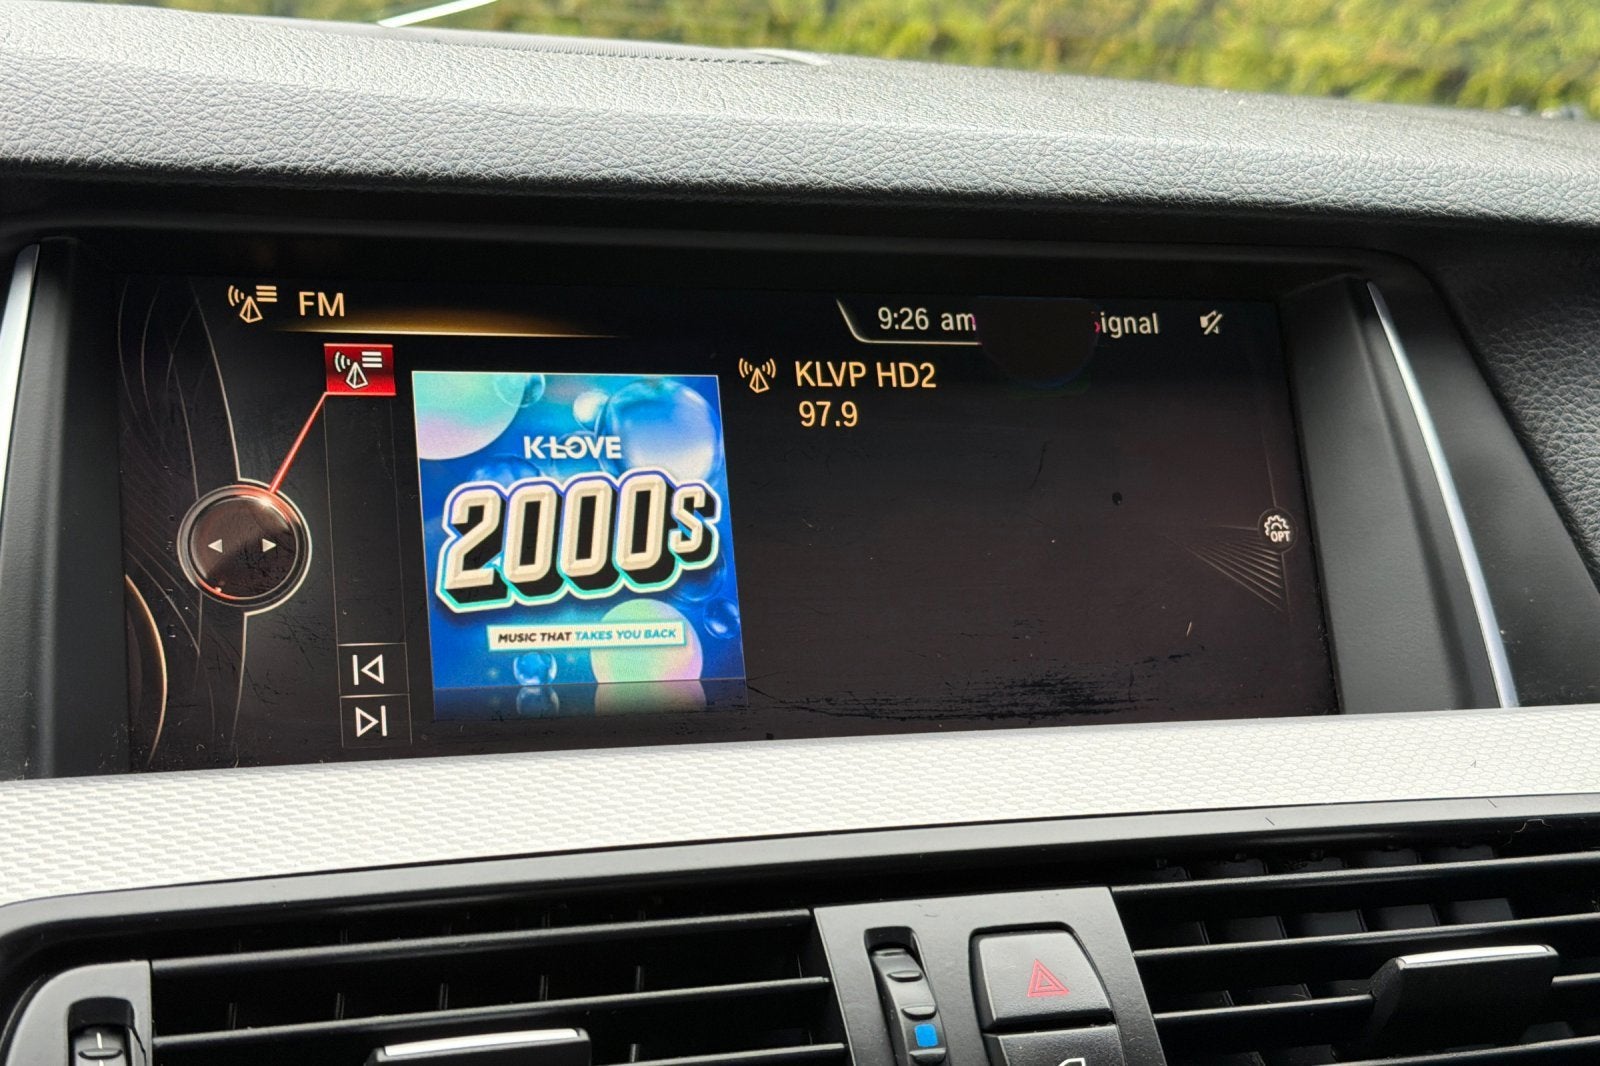 FM
9:26 am
ignal
KLVP HD2
97.9
K-LOVE
2000s
MUSIC THAT TAKES YOU BACK
OPT